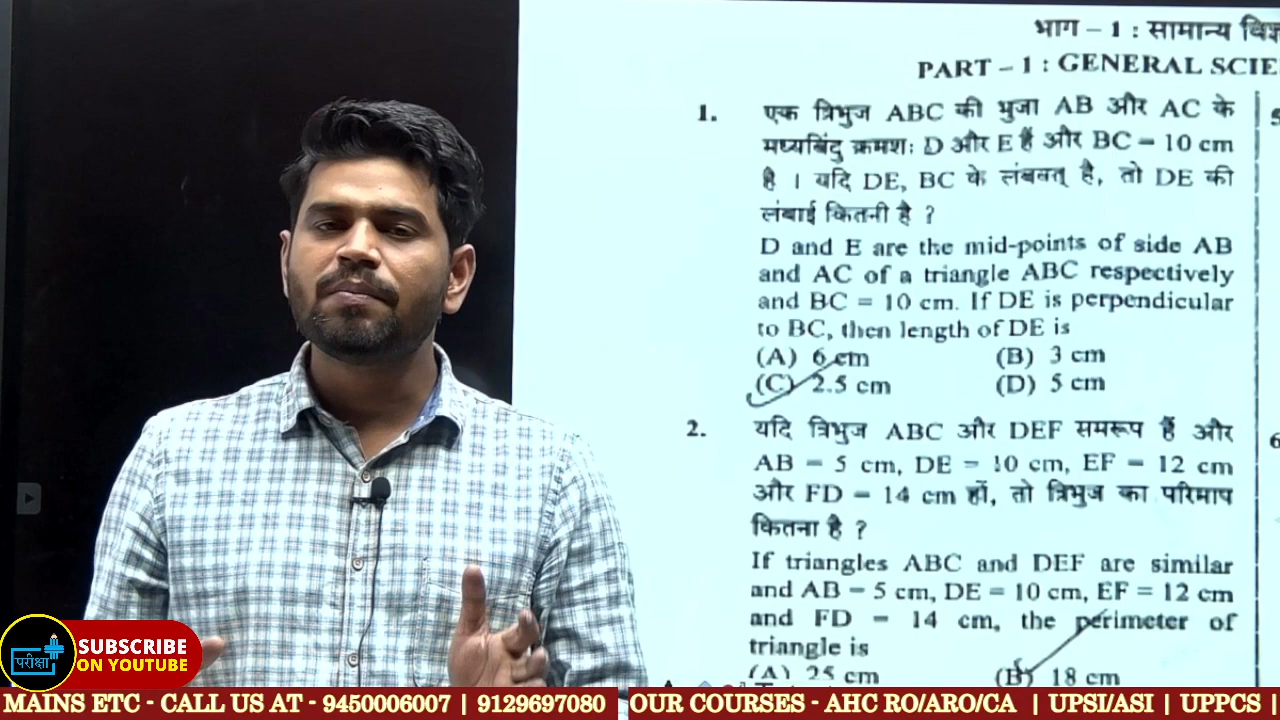 भाग – 1 : सामान्य
PART – 1 : GENERAL SCIE
1. एक त्रिभुज ABC की भुजा AB और AC के
मध्यबिंदु क्रमशः D और E हैं और BC = 10 cm
है । यदि DE, BC के लंबवत् है, तो DE की
लंबाई कितनी है ?
D and E are the mid-points of side AB
and AC of a triangle ABC respectively
and BC = 10 cm. If DE is perpendicular
to BC, then length of DE is
(A) 6 cm (B) 3 cm
(C) 2.5 cm (D) 5 cm
2. यदि त्रिभुज ABC और DEF समरूप हैं और
AB = 5 cm, DE = 10 cm, EF = 12 cm
और FD = 14 cm हों, तो त्रिभुज का परिमाप
कितना है ?
If triangles ABC and DEF are similar
and AB = 5 cm, DE = 10 cm, EF = 12 cm
and FD = 14 cm, the perimeter of
triangle is
(A) 25 cm (B) 18 cm
5
6
परीक्षा
SUBSCRIBE
ON YOUTUBE
MAINS ETC - CALL US AT - 9450006007 | 9129697080 OUR COURSES - AHC RO/ARO/CA | UPSI/ASI | UPPCS |